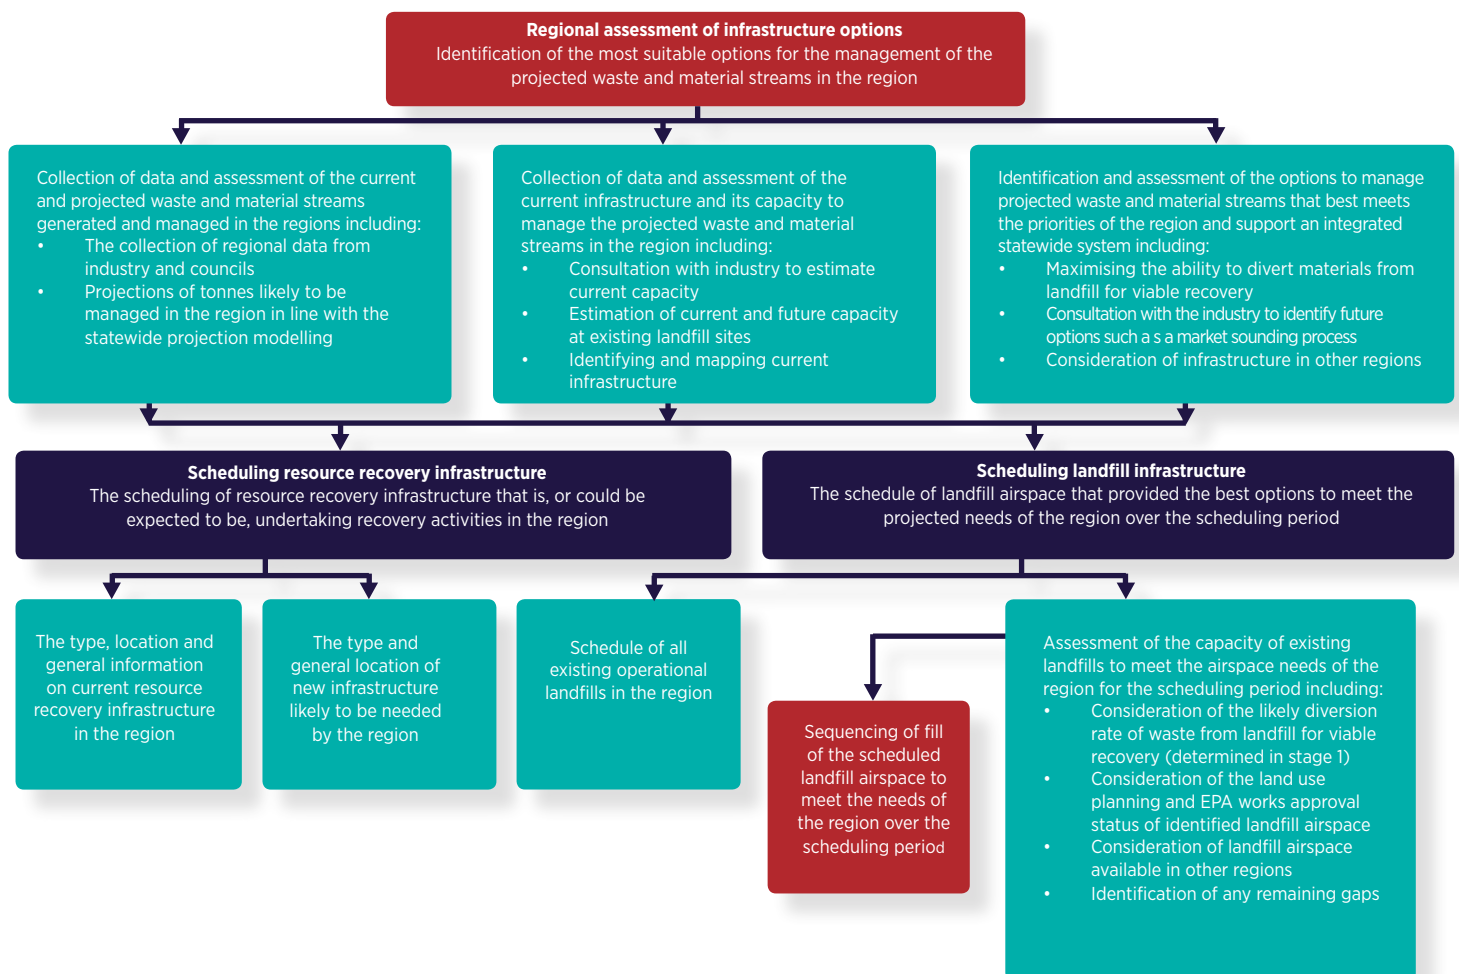 Regional assessment of infrastructure options
Identification of the most suitable options for the management of the
projected waste and material streams in the region
Collection of data and assessment of the current
and projected waste and material streams
generated and managed in the regions including:
• The collection of regional data from
industry and councils
• Projections of tonnes likely to be
managed in the region in line with the
statewide projection modelling
Collection of data and assessment of the
current infrastructure and its capacity to
manage the projected waste and material
streams in the region including:
• Consultation with industry to estimate
current capacity
• Estimation of current and future capacity
at existing landfill sites
• Identifying and mapping current
infrastructure
Identification and assessment of the options to manage
projected waste and material streams that best meets
the priorities of the region and support an integrated
statewide system including:
• Maximising the ability to divert materials from
landfill for viable recovery
• Consultation with the industry to identify future
options such a s a market sounding process
• Consideration of infrastructure in other regions
Scheduling resource recovery infrastructure
The scheduling of resource recovery infrastructure that is, or could be
expected to be, undertaking recovery activities in the region
Scheduling landfill infrastructure
The schedule of landfill airspace that provided the best options to meet the
projected needs of the region over the scheduling period
The type, location and
general information
on current resource
recovery infrastructure
in the region
The type and
general location of
new infrastructure
likely to be needed
by the region
Schedule of all
existing operational
landfills in the region
Sequencing of fill
of the scheduled
landfill airspace to
meet the needs of
the region over the
scheduling period
Assessment of the capacity of existing
landfills to meet the airspace needs of the
region for the scheduling period including:
• Consideration of the likely diversion
rate of waste from landfill for viable
recovery (determined in stage 1)
• Consideration of the land use
planning and EPA works approval
status of identified landfill airspace
• Consideration of landfill airspace
available in other regions
• Identification of any remaining gaps